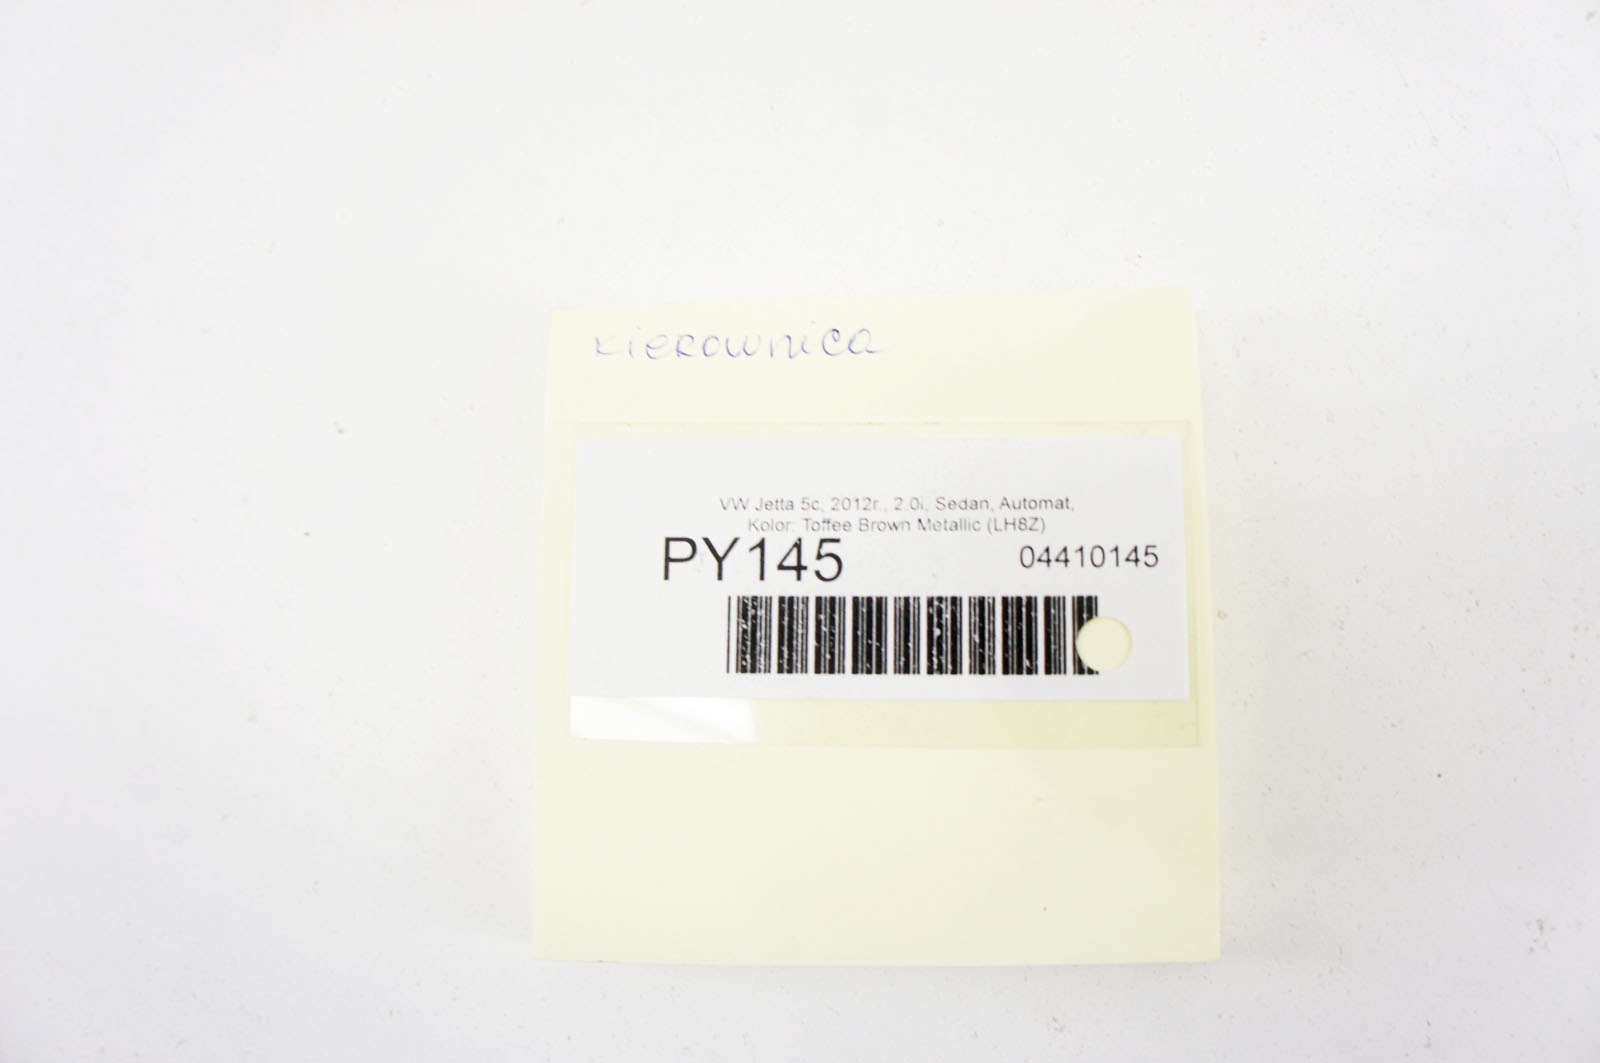 kierownica
VW Jetta 5c, 2012r., 2.0i, Sedan, Automat,
Kolor: Toffee Brown Metallic (LH8Z)
PY145 04410145